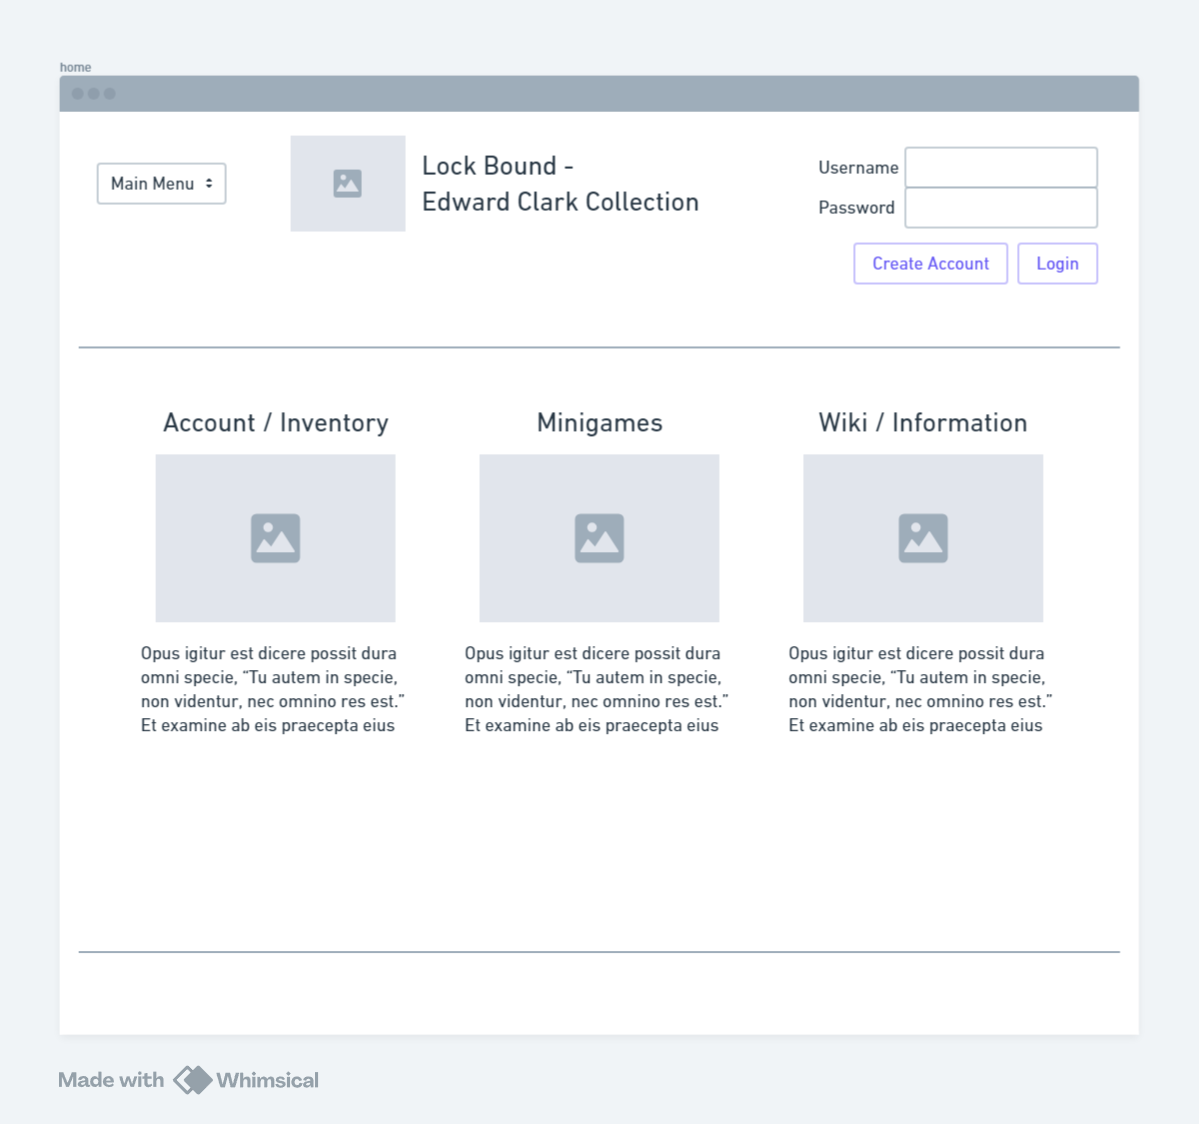 home
Main Menu
Lock Bound -
Edward Clark Collection
Username
Password
Create Account
Login
Account / Inventory
Opus igitur est dicere possit dura
omni specie, “Tu autem in specie,
non videntur, nec omnino res est.”
Et examine ab eis praecepta eius
Minigames
Opus igitur est dicere possit dura
omni specie, “Tu autem in specie,
non videntur, nec omnino res est.”
Et examine ab eis praecepta eius
Wiki / Information
Opus igitur est dicere possit dura
omni specie, “Tu autem in specie,
non videntur, nec omnino res est.”
Et examine ab eis praecepta eius
Made with Whimsical